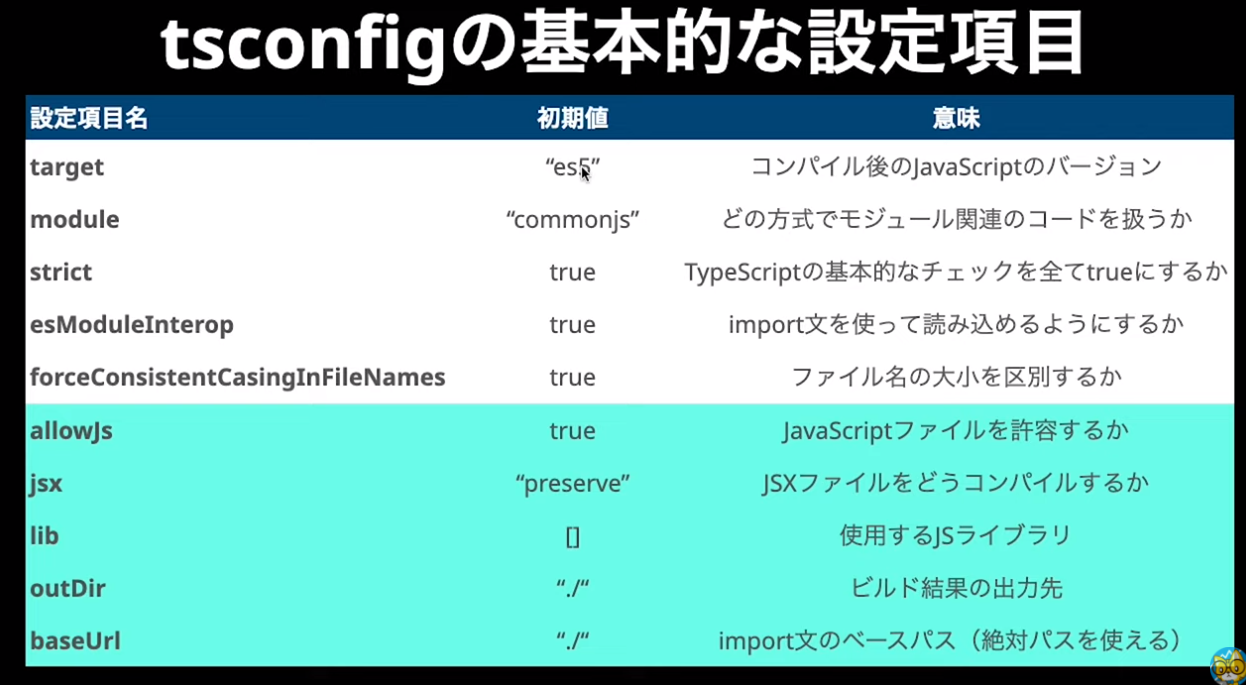 tsconfigの基本的な設定項目
設定項目名 初期値 意味
target “es5” コンパイル後のJavaScriptのバージョン
module “commonjs” どの方式でモジュール関連のコードを扱うか
strict true TypeScriptの基本的なチェックを全てtrueにするか
esModuleInterop true import文を使って読み込めるようにするか
forceConsistentCasingInFileNames true ファイル名の大小を区別するか
allowJs true JavaScriptファイルを許容するか
jsx “preserve” JSXファイルをどうコンパイルするか
lib [] 使用するJSライブラリ
outDir “./“ ビルド結果の出力先
baseUrl “./“ import文のベースパス（絶対パスを使える）